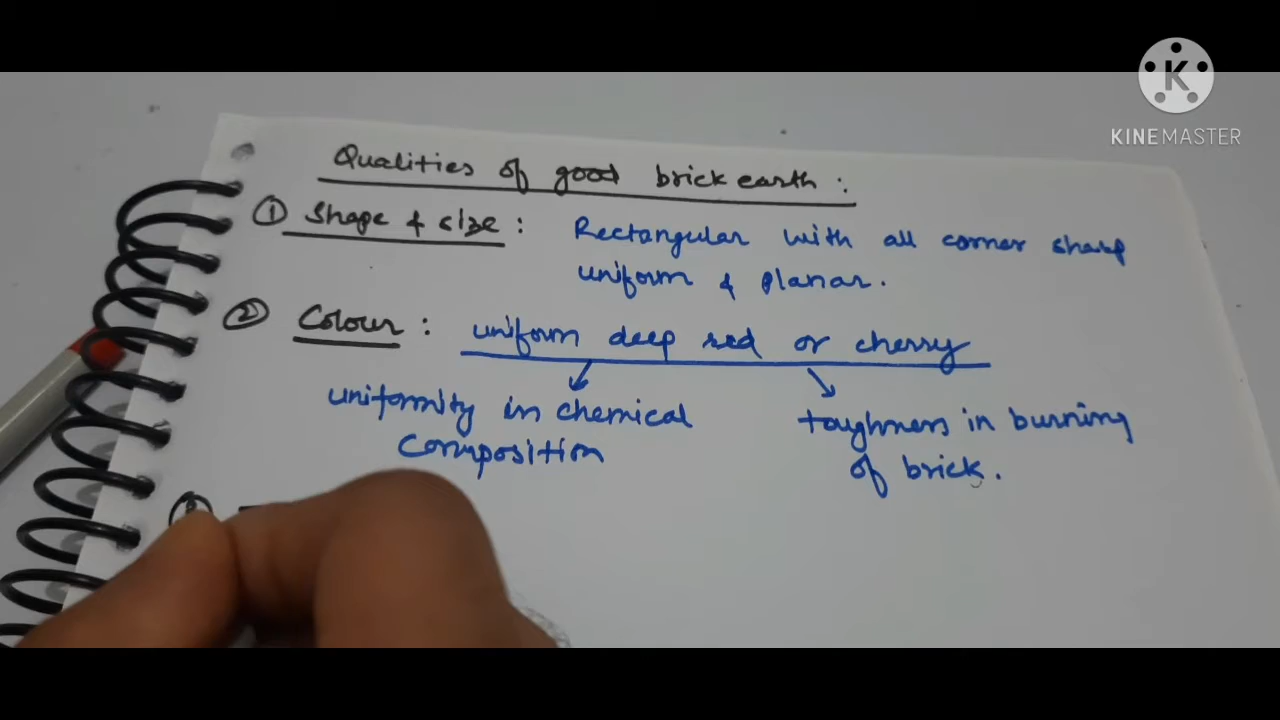 KINEMASTER
Qualities of good brick earth :
① Shape & size : Rectangular with all corner sharp
uniform & planar.
② Colour : uniform deep red or cherry
uniformity in chemical
composition
toughness in burning
of brick.
③